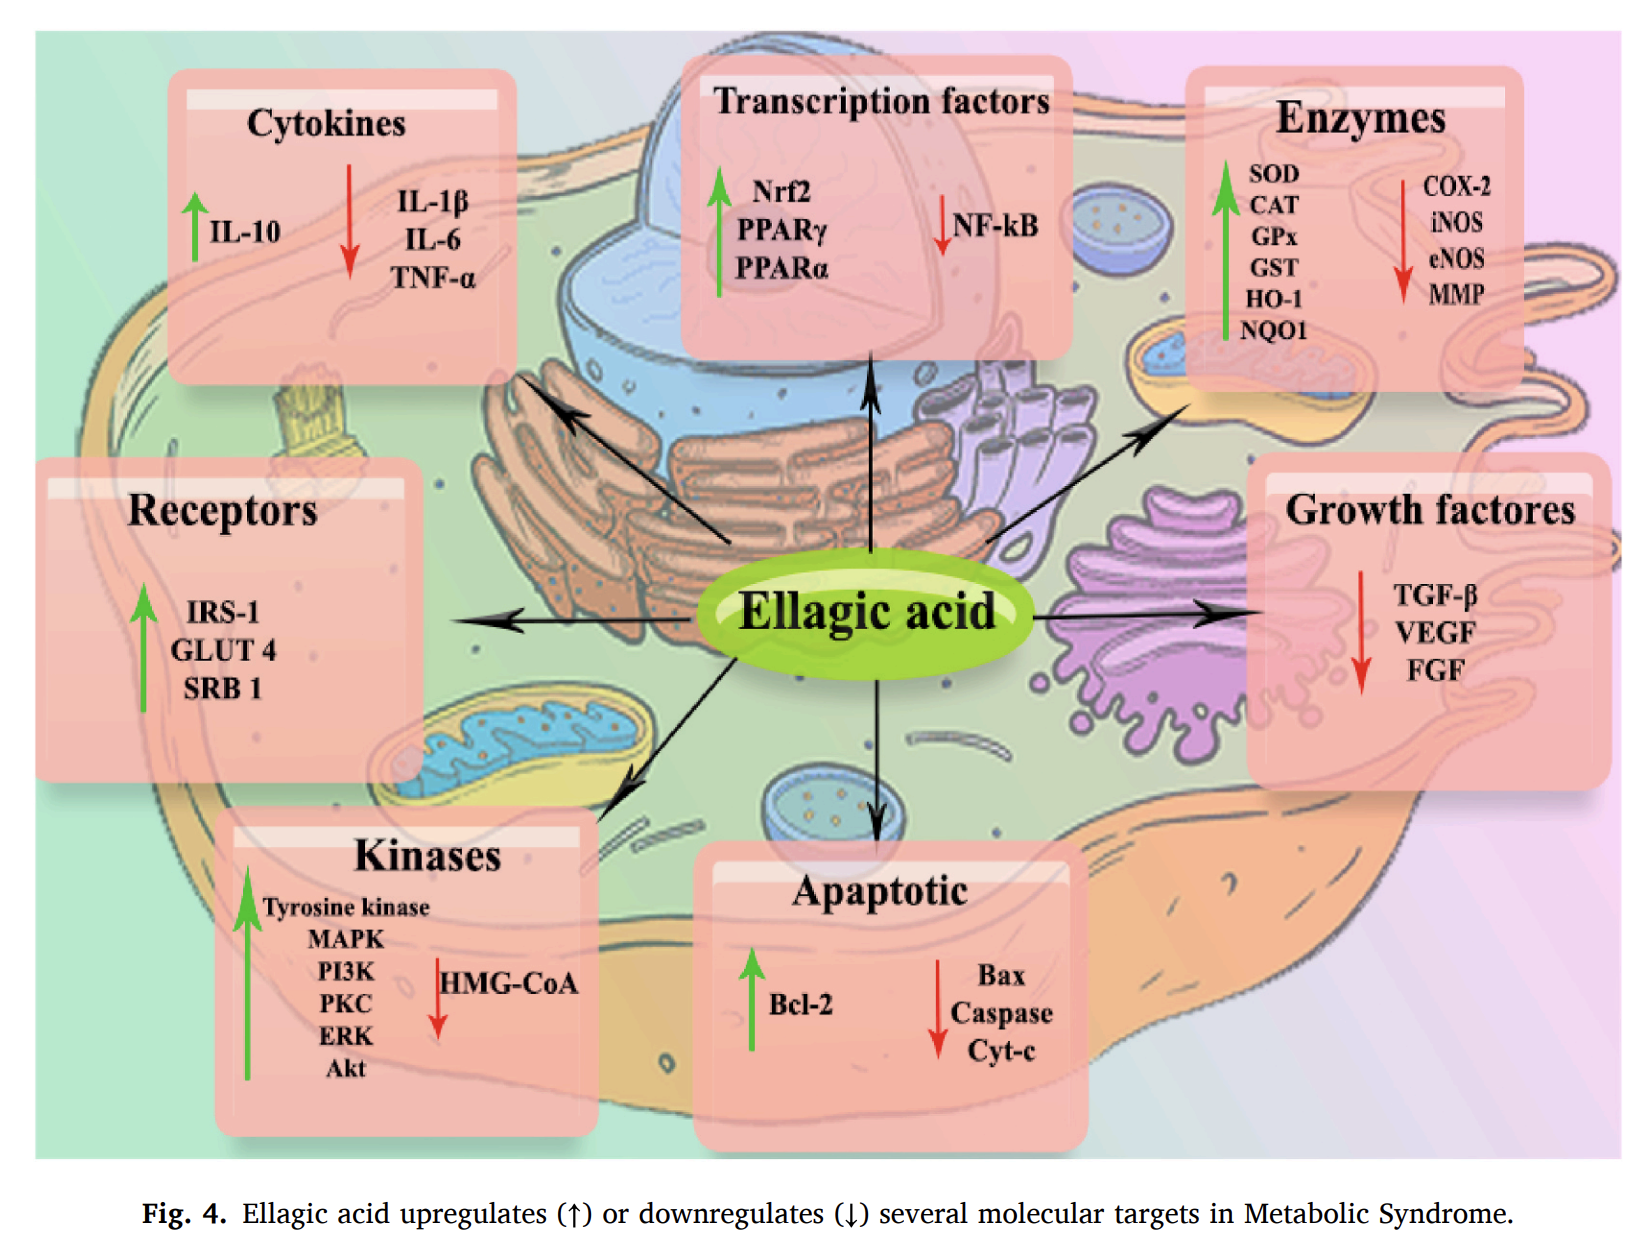 Cytokines
IL-10
IL-1β
IL-6
TNF-α
Transcription factors
Nrf2
PPARγ
PPARα
NF-kB
Enzymes
SOD
CAT
GPx
GST
HO-1
NQO1
COX-2
iNOS
eNOS
MMP
Receptors
IRS-1
GLUT 4
SRB 1
Ellagic acid
Growth factores
TGF-β
VEGF
FGF
Kinases
Tyrosine kinase
MAPK
PI3K
PKC
ERK
Akt
HMG-CoA
Apaptotic
Bcl-2
Bax
Caspase
Cyt-c
Fig. 4. Ellagic acid upregulates (↑) or downregulates (↓) several molecular targets in Metabolic Syndrome.